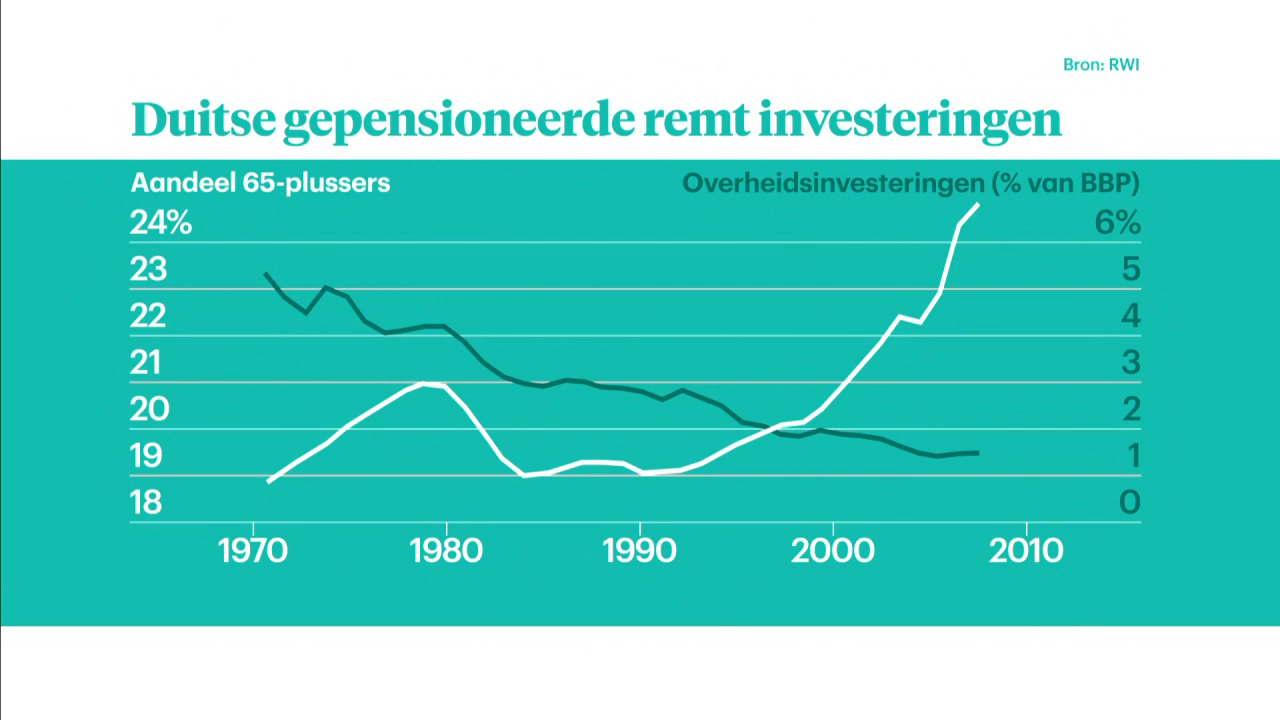 Bron: RWI
Duitse gepensioneerde remt investeringen
Aandeel 65-plussers Overheidsinvesteringen (% van BBP)
24% 6%
23 5
22 4
21 3
20 2
19 1
18 0
1970 1980 1990 2000 2010